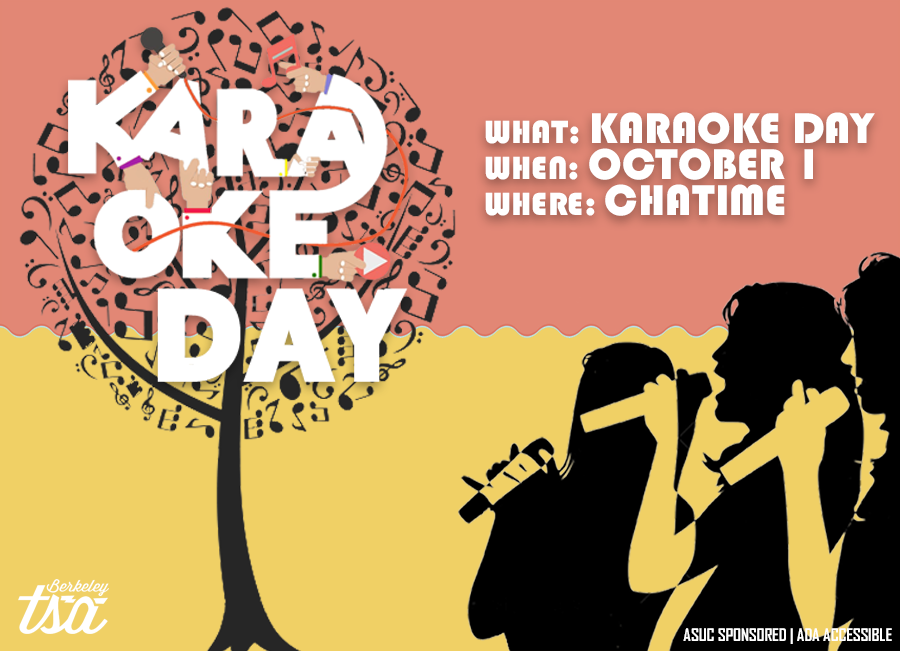 KARA
OKE
DAY
WHAT: KARAOKE DAY
WHEN: OCTOBER 1
WHERE: CHATIME
Berkeley
tsa
ASUC SPONSORED | ADA ACCESSIBLE